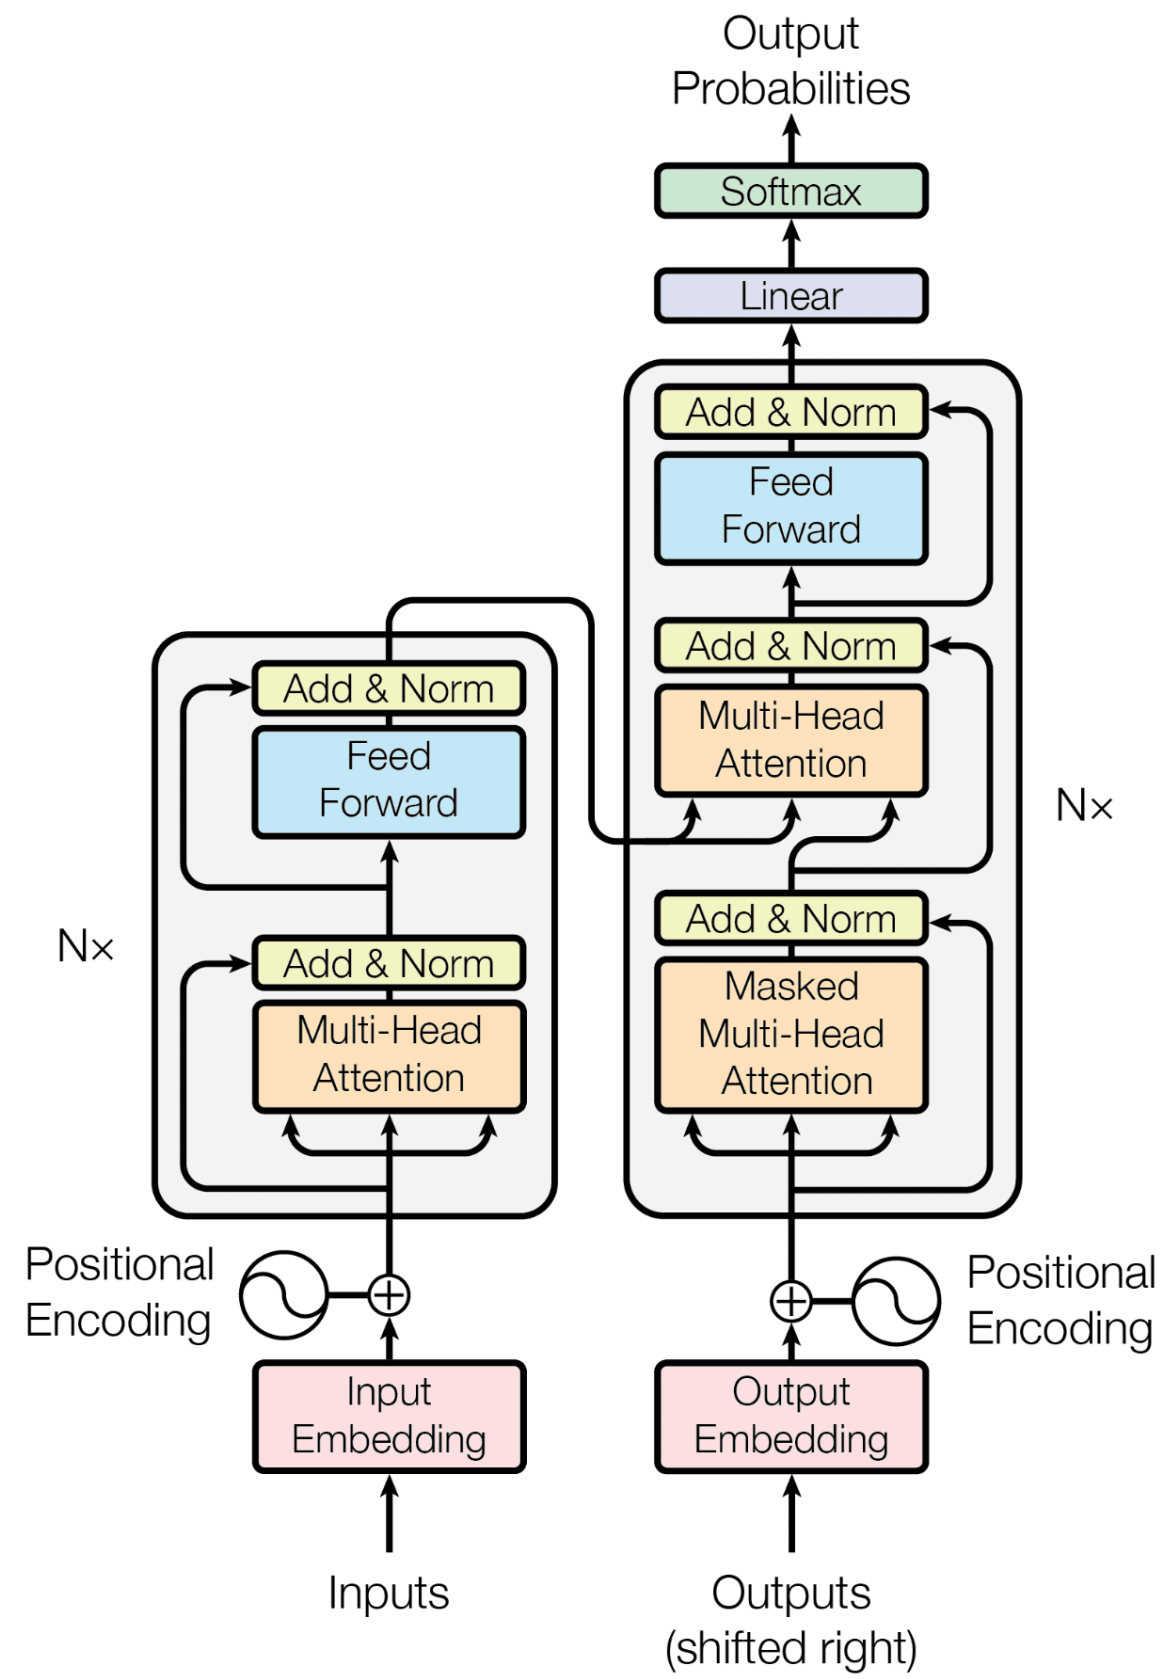 Output
Probabilities
Softmax
Linear
Add & Norm
Feed
Forward
Add & Norm
Multi-Head
Attention
N×
Add & Norm
Masked
Multi-Head
Attention
Add & Norm
Feed
Forward
N×
Add & Norm
Multi-Head
Attention
Positional
Encoding
Positional
Encoding
Input
Embedding
Output
Embedding
Inputs
Outputs
(shifted right)